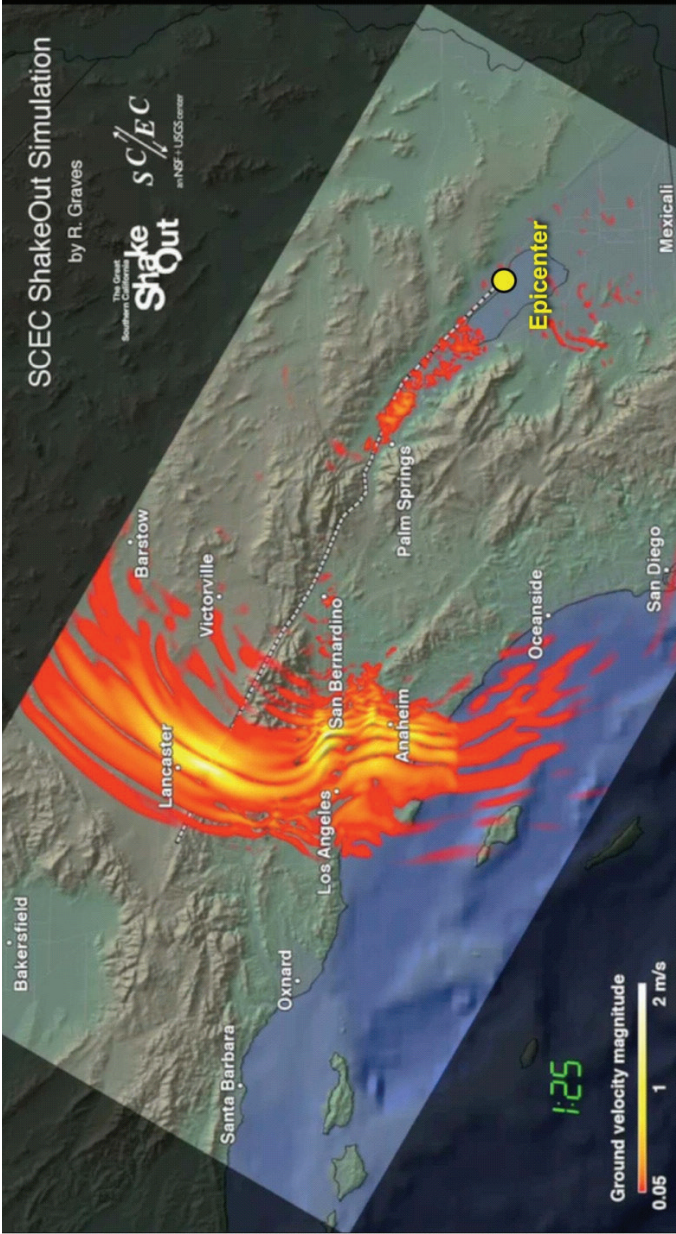 SCEC ShakeOut Simulation
by R. Graves
The Great
Southern California
Shake
Out
SC//EC
an NSF+USGS center
Bakersfield
Barstow
Lancaster
Victorville
Santa Barbara
Oxnard
Los Angeles
San Bernardino
Anaheim
Palm Springs
Epicenter
Oceanside
San Diego
Mexicali
1:25
Ground velocity magnitude
0.05 1 2 m/s